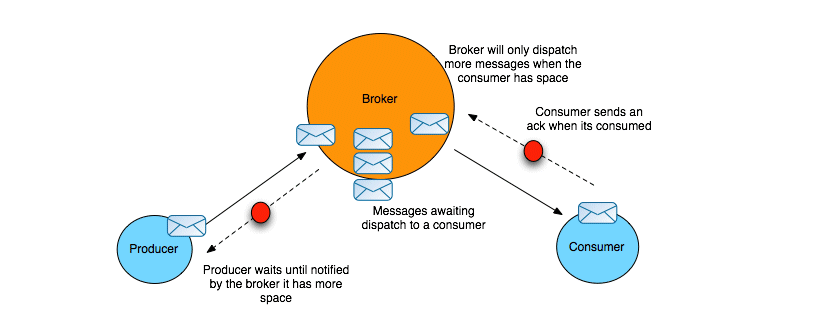 Broker will only dispatch
more messages when the
consumer has space
Broker
Consumer sends an
ack when its consumed
Messages awaiting
dispatch to a consumer
Producer
Consumer
Producer waits until notified
by the broker it has more
space